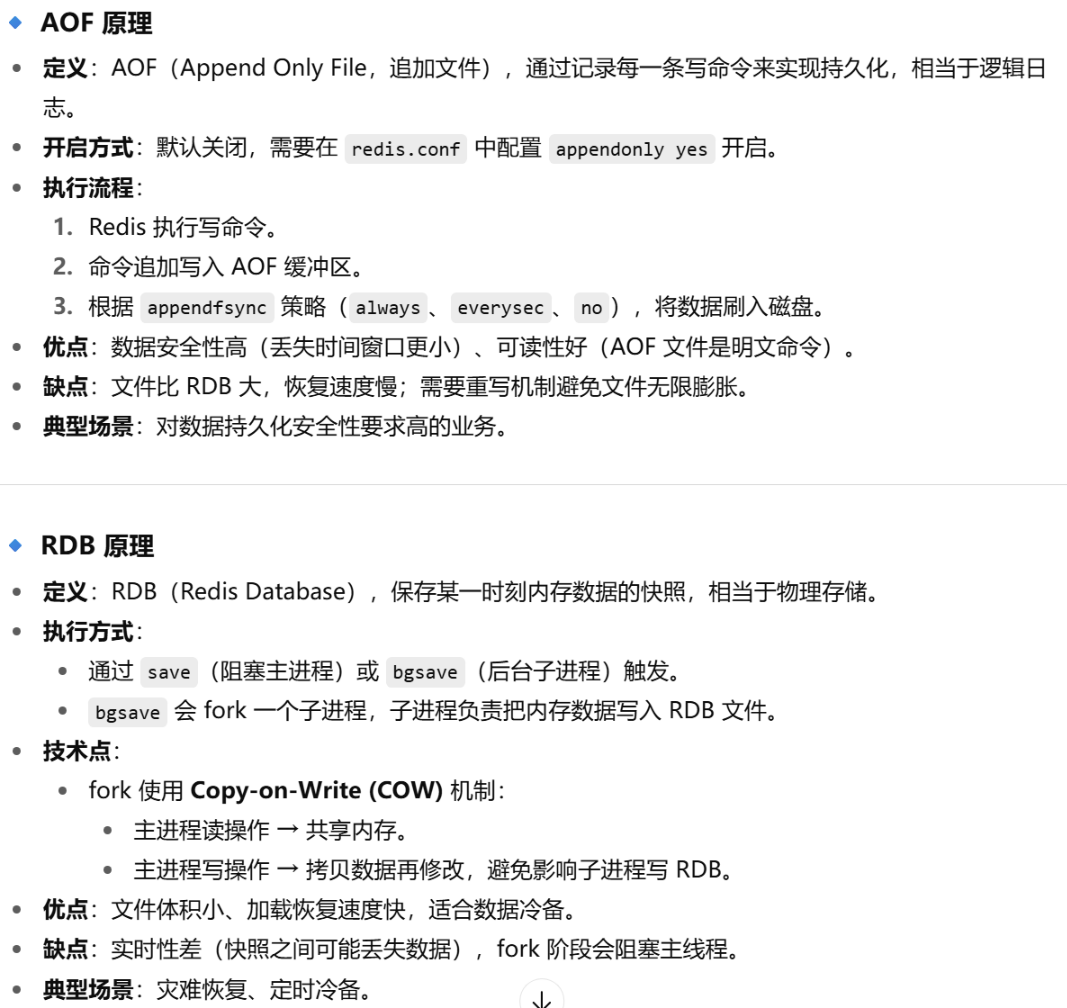 AOF 原理
定义：AOF（Append Only File，追加文件），通过记录每一条写命令来实现持久化，相当于逻辑日
志。
开启方式：默认关闭，需要在 redis.conf 中配置 appendonly yes 开启。
执行流程：
1. Redis 执行写命令。
2. 命令追加写入 AOF 缓冲区。
3. 根据 appendfsync 策略（always、everysec、no），将数据刷入磁盘。
优点：数据安全性高（丢失时间窗口更小）、可读性好（AOF 文件是明文命令）。
缺点：文件比 RDB 大，恢复速度慢；需要重写机制避免文件无限膨胀。
典型场景：对数据持久化安全性要求高的业务。
RDB 原理
定义：RDB（Redis Database），保存某一时刻内存数据的快照，相当于物理存储。
执行方式：
通过 save（阻塞主进程）或 bgsave（后台子进程）触发。
bgsave 会 fork 一个子进程，子进程负责把内存数据写入 RDB 文件。
技术点：
fork 使用 Copy-on-Write (COW) 机制：
主进程读操作 → 共享内存。
主进程写操作 → 拷贝数据再修改，避免影响子进程写 RDB。
优点：文件体积小、加载恢复速度快，适合数据冷备。
缺点：实时性差（快照之间可能丢失数据），fork 阶段会阻塞主线程。
典型场景：灾难恢复、定时冷备。